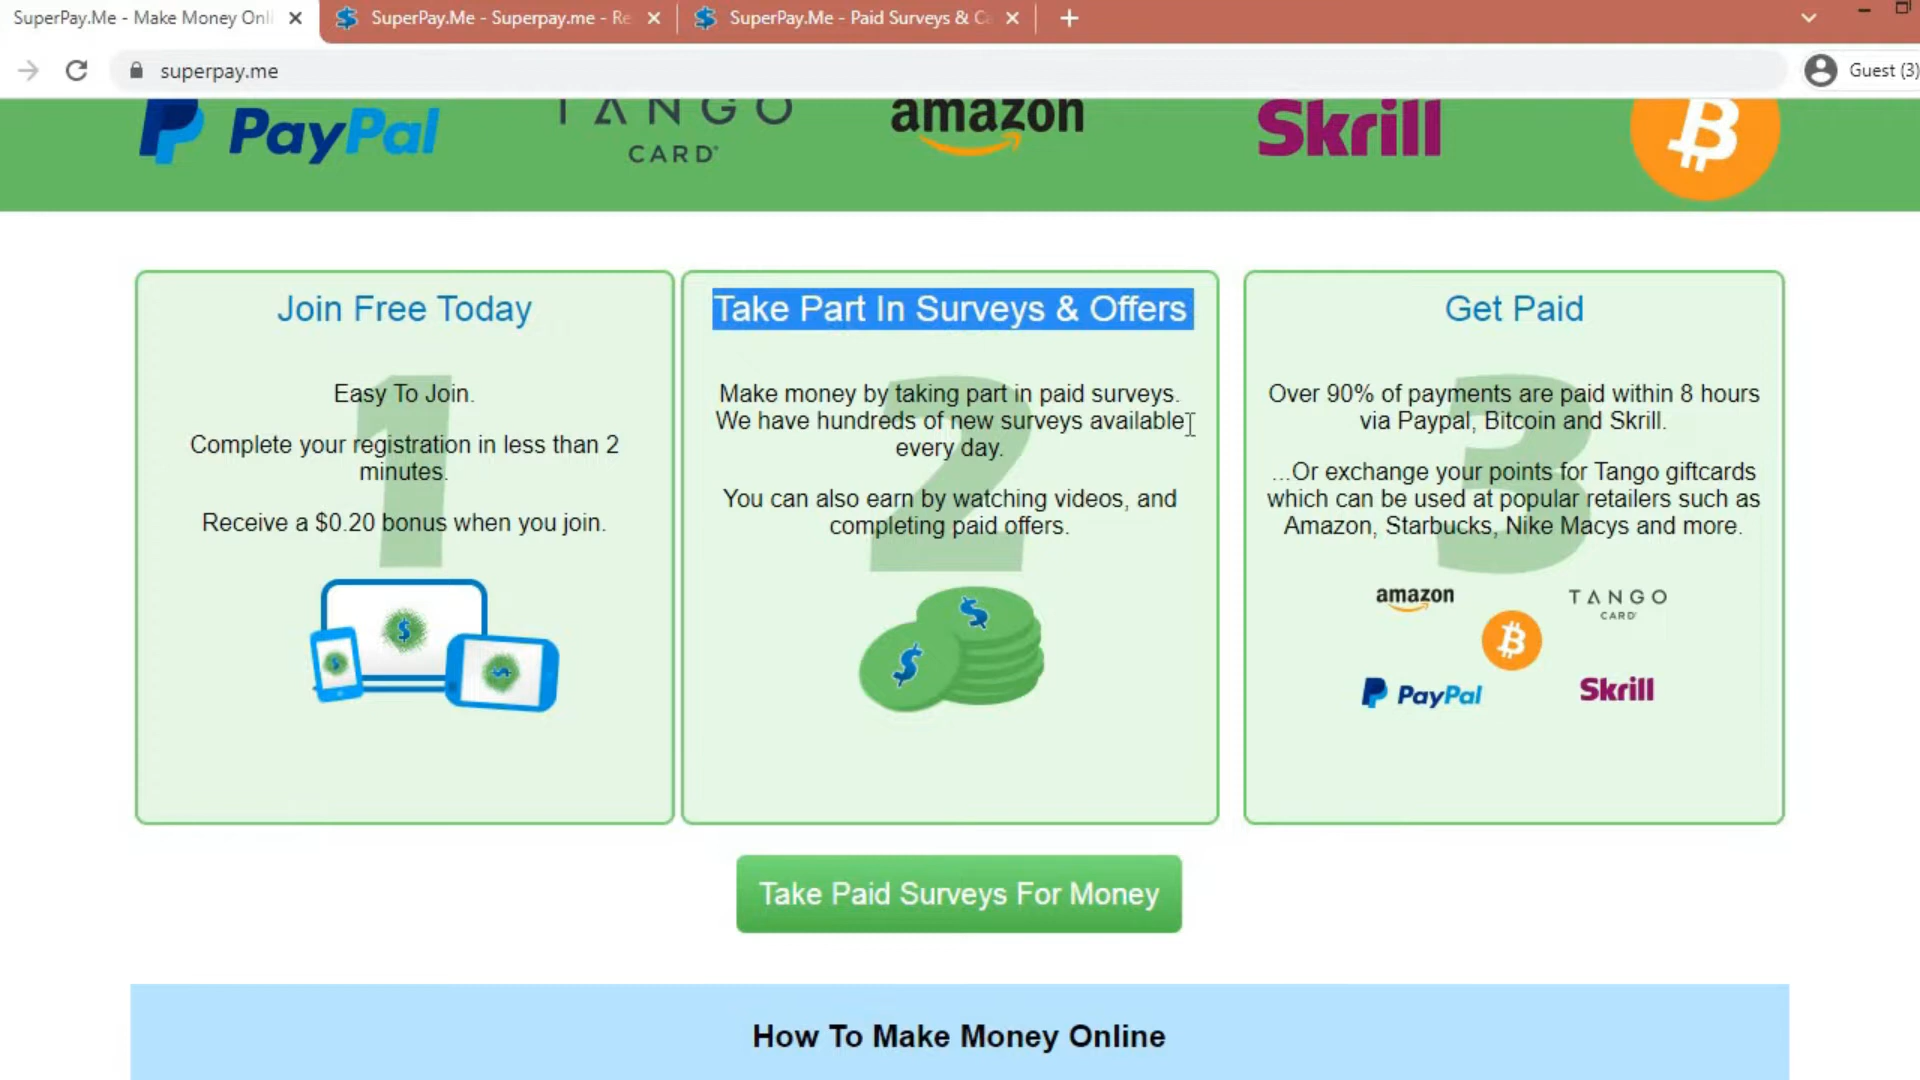 SuperPay.Me - Make Money Onli
SuperPay.Me - Superpay.me - Re
SuperPay.Me - Paid Surveys & Ca
superpay.me
Guest (3)
PayPal
TANGO
CARD
amazon
Skrill
Join Free Today
Easy To Join.
Complete your registration in less than 2
minutes.
Receive a $0.20 bonus when you join.
Take Part In Surveys & Offers
Make money by taking part in paid surveys.
We have hundreds of new surveys available
every day.
You can also earn by watching videos, and
completing paid offers.
Get Paid
Over 90% of payments are paid within 8 hours
via Paypal, Bitcoin and Skrill.
...Or exchange your points for Tango giftcards
which can be used at popular retailers such as
Amazon, Starbucks, Nike Macys and more.
amazon
TANGO
CARD
PayPal
Skrill
1
2
3
Take Paid Surveys For Money
How To Make Money Online